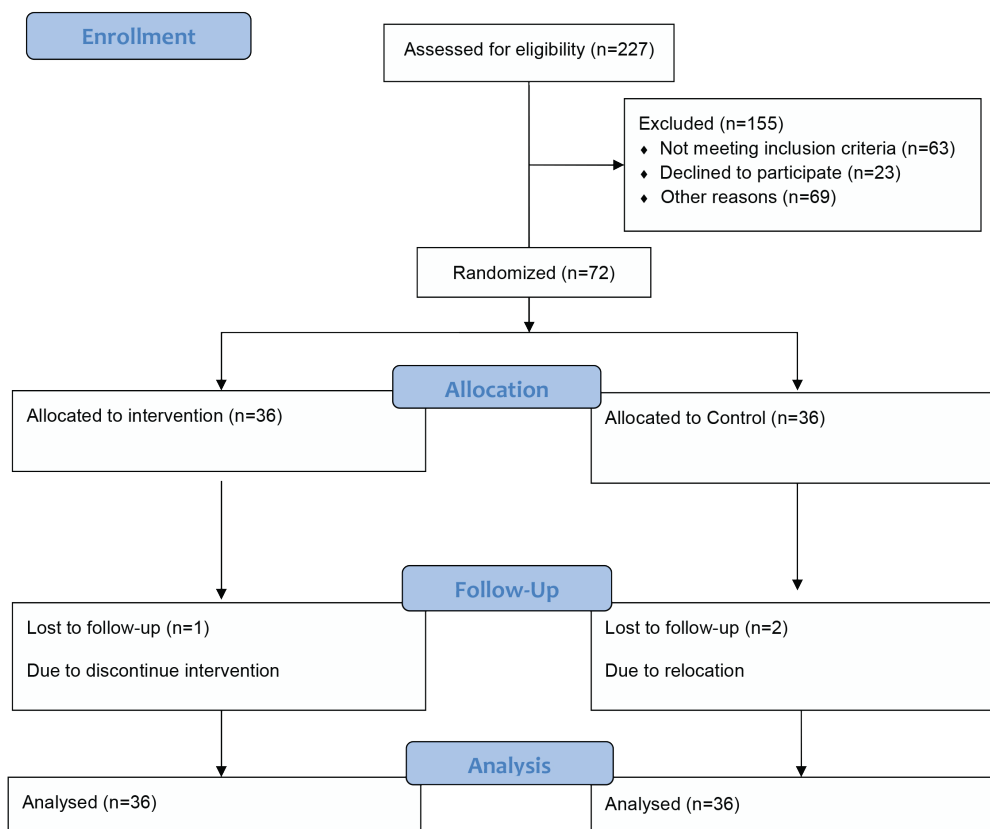 Enrollment
Assessed for eligibility (n=227)
Excluded (n=155)
♦ Not meeting inclusion criteria (n=63)
♦ Declined to participate (n=23)
♦ Other reasons (n=69)
Randomized (n=72)
Allocation
Allocated to intervention (n=36)
Allocated to Control (n=36)
Follow-Up
Lost to follow-up (n=1)
Due to discontinue intervention
Lost to follow-up (n=2)
Due to relocation
Analysis
Analysed (n=36)
Analysed (n=36)